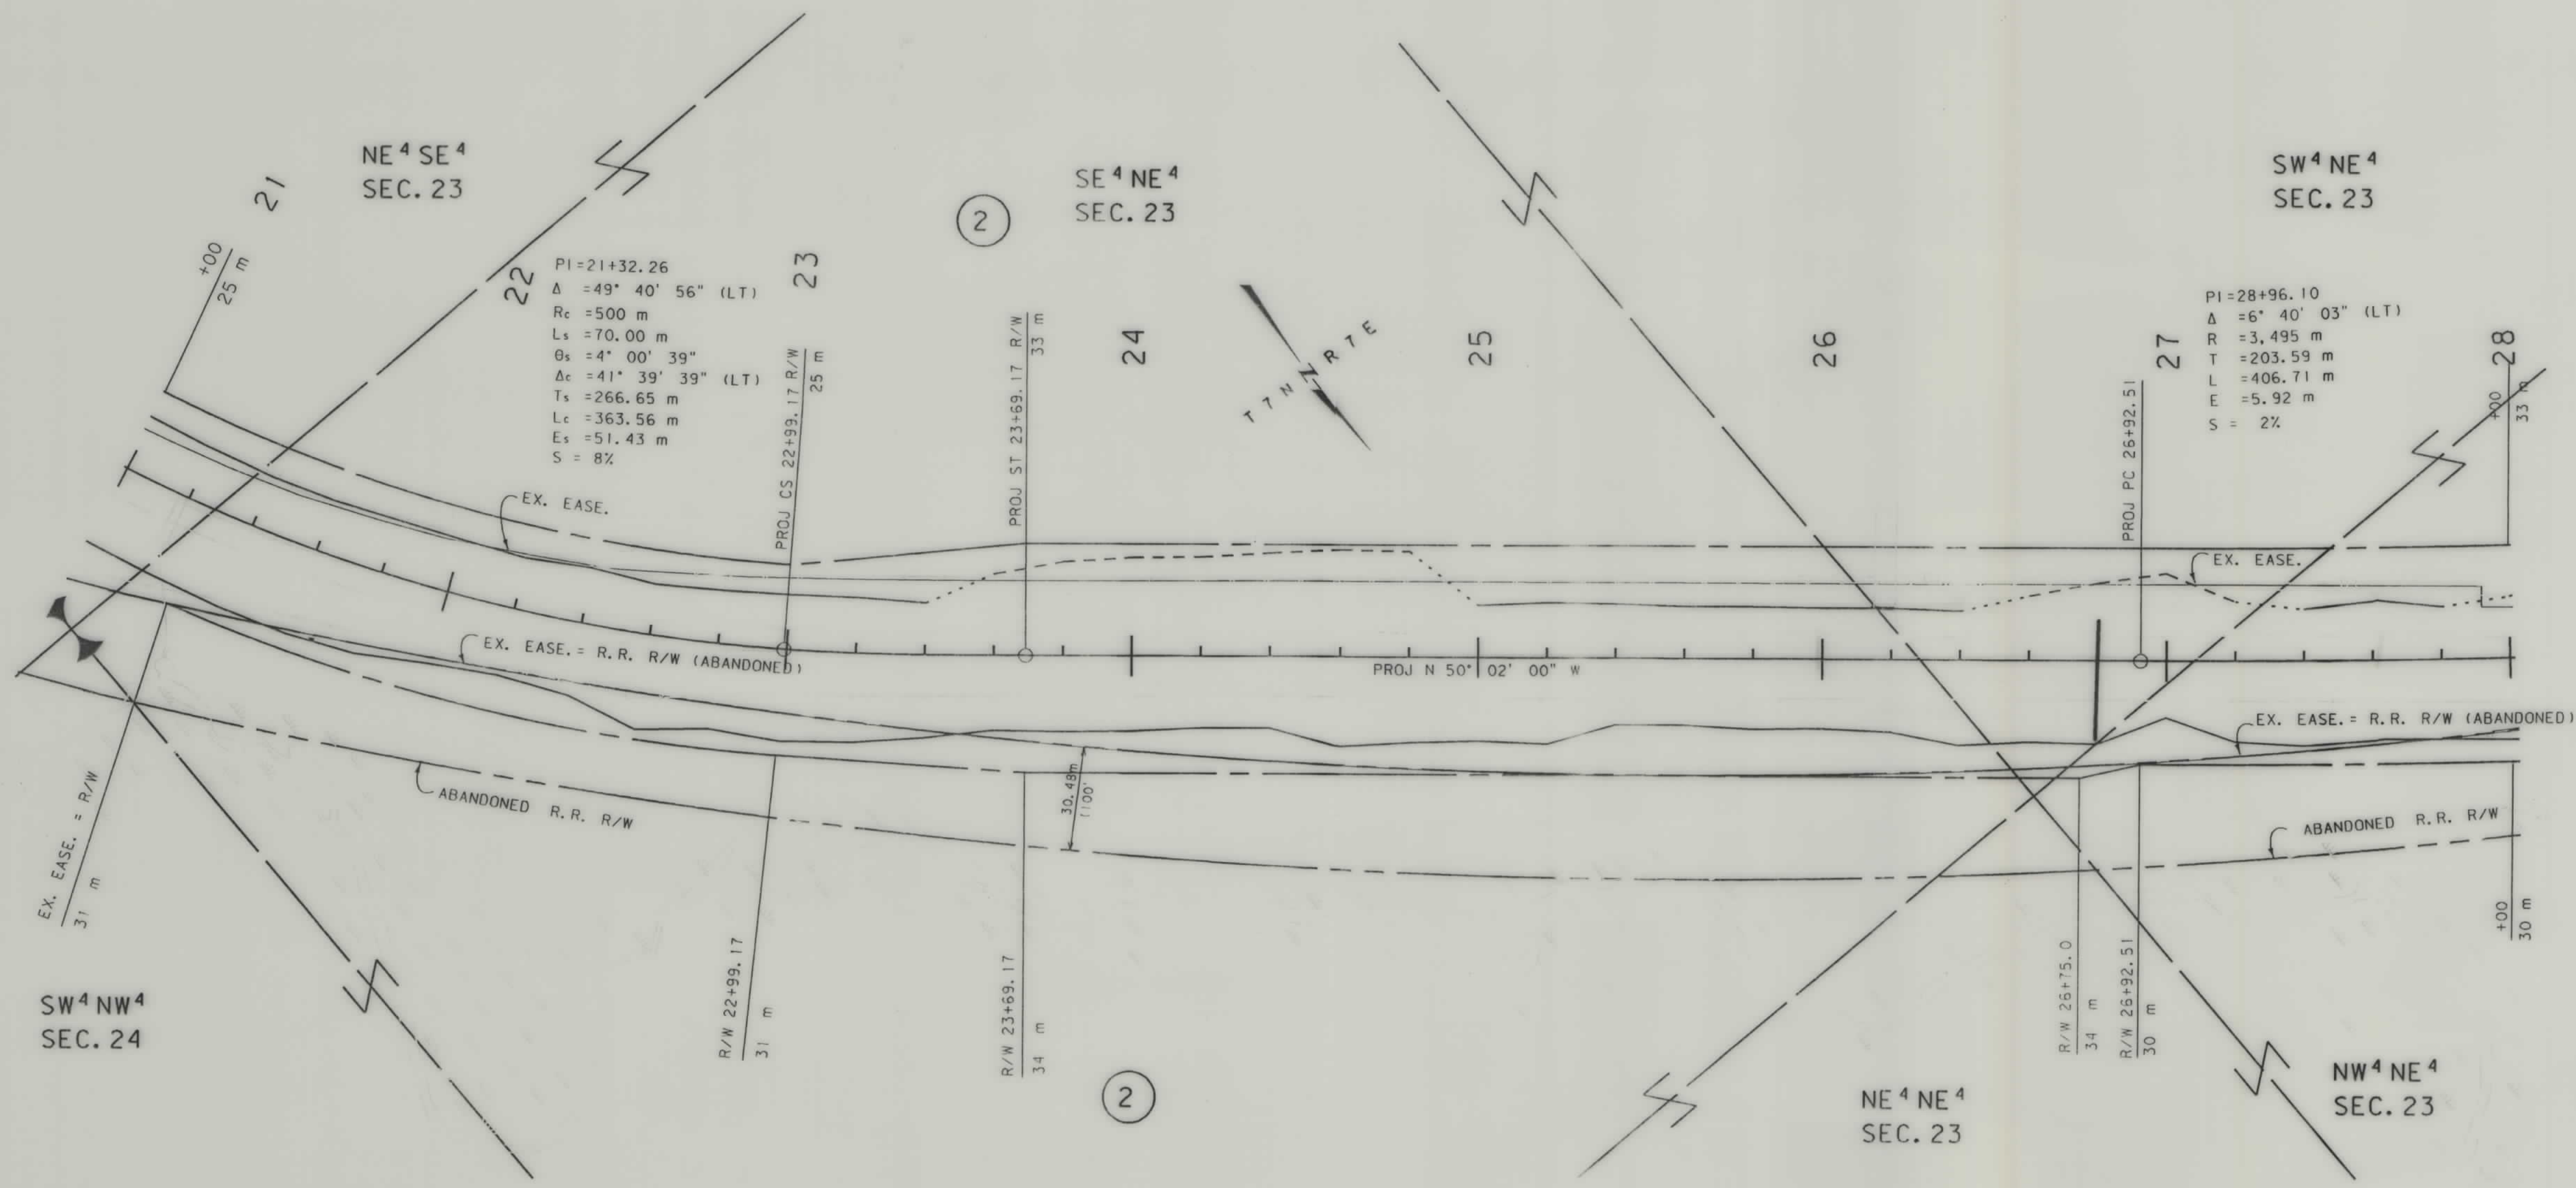 NE⁴ SE⁴
SEC. 23
SE⁴ NE⁴
SEC. 23
SW⁴ NE⁴
SEC. 23
2
21
22
23
24
25
26
27
28
+00
25 m
PI=21+32.26
Δ =49° 40' 56" (LT)
Rc =500 m
Ls =70.00 m
θs =4° 00' 39"
Δc =41° 39' 39" (LT)
Ts =266.65 m
Lc =363.56 m
Es =51.43 m
S = 8%
PROJ CS 22+99.17 R/W
25 m
PROJ ST 23+69.17 R/W
33 m
T 7 N R 7 E
PI=28+96.10
Δ =6° 40' 03" (LT)
R =3,495 m
T =203.59 m
L =406.71 m
E =5.92 m
S = 2%
PROJ PC 26+92.51
+00
33 m
EX. EASE.
EX. EASE.
EX. EASE. = R.R. R/W (ABANDONED)
PROJ N 50° 02' 00" W
EX. EASE. = R.R. R/W (ABANDONED)
30.48m
100'
ABANDONED R.R. R/W
ABANDONED R.R. R/W
EX. EASE. = R/W
31 m
R/W 22+99.17
31 m
R/W 23+69.17
34 m
R/W 26+75.0
34 m
R/W 26+92.51
30 m
+00
30 m
SW⁴ NW⁴
SEC. 24
2
NE⁴ NE⁴
SEC. 23
NW⁴ NE⁴
SEC. 23